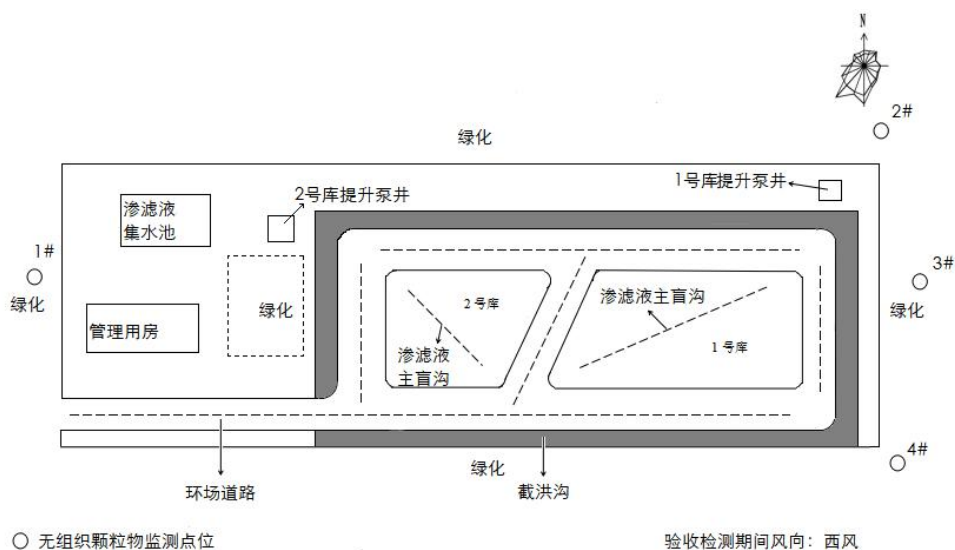 N
2#
绿化
1号库提升泵井
2号库提升泵井
渗滤液
集水池
1#
绿化
3#
绿化
绿化
2号库
渗滤液主盲沟
管理用房
渗滤液
主盲沟
1号库
4#
绿化
环场道路
截洪沟
无组织颗粒物监测点位
验收检测期间风向：西风